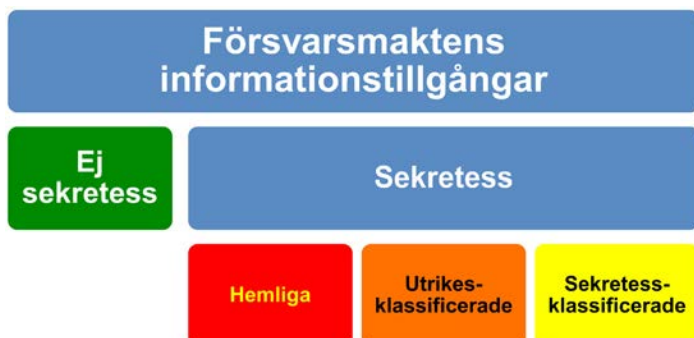 Försvarsmaktens
informationstillgångar
Ej
sekretess
Sekretess
Hemliga
Utrikes-
klassificerade
Sekretess-
klassificerade